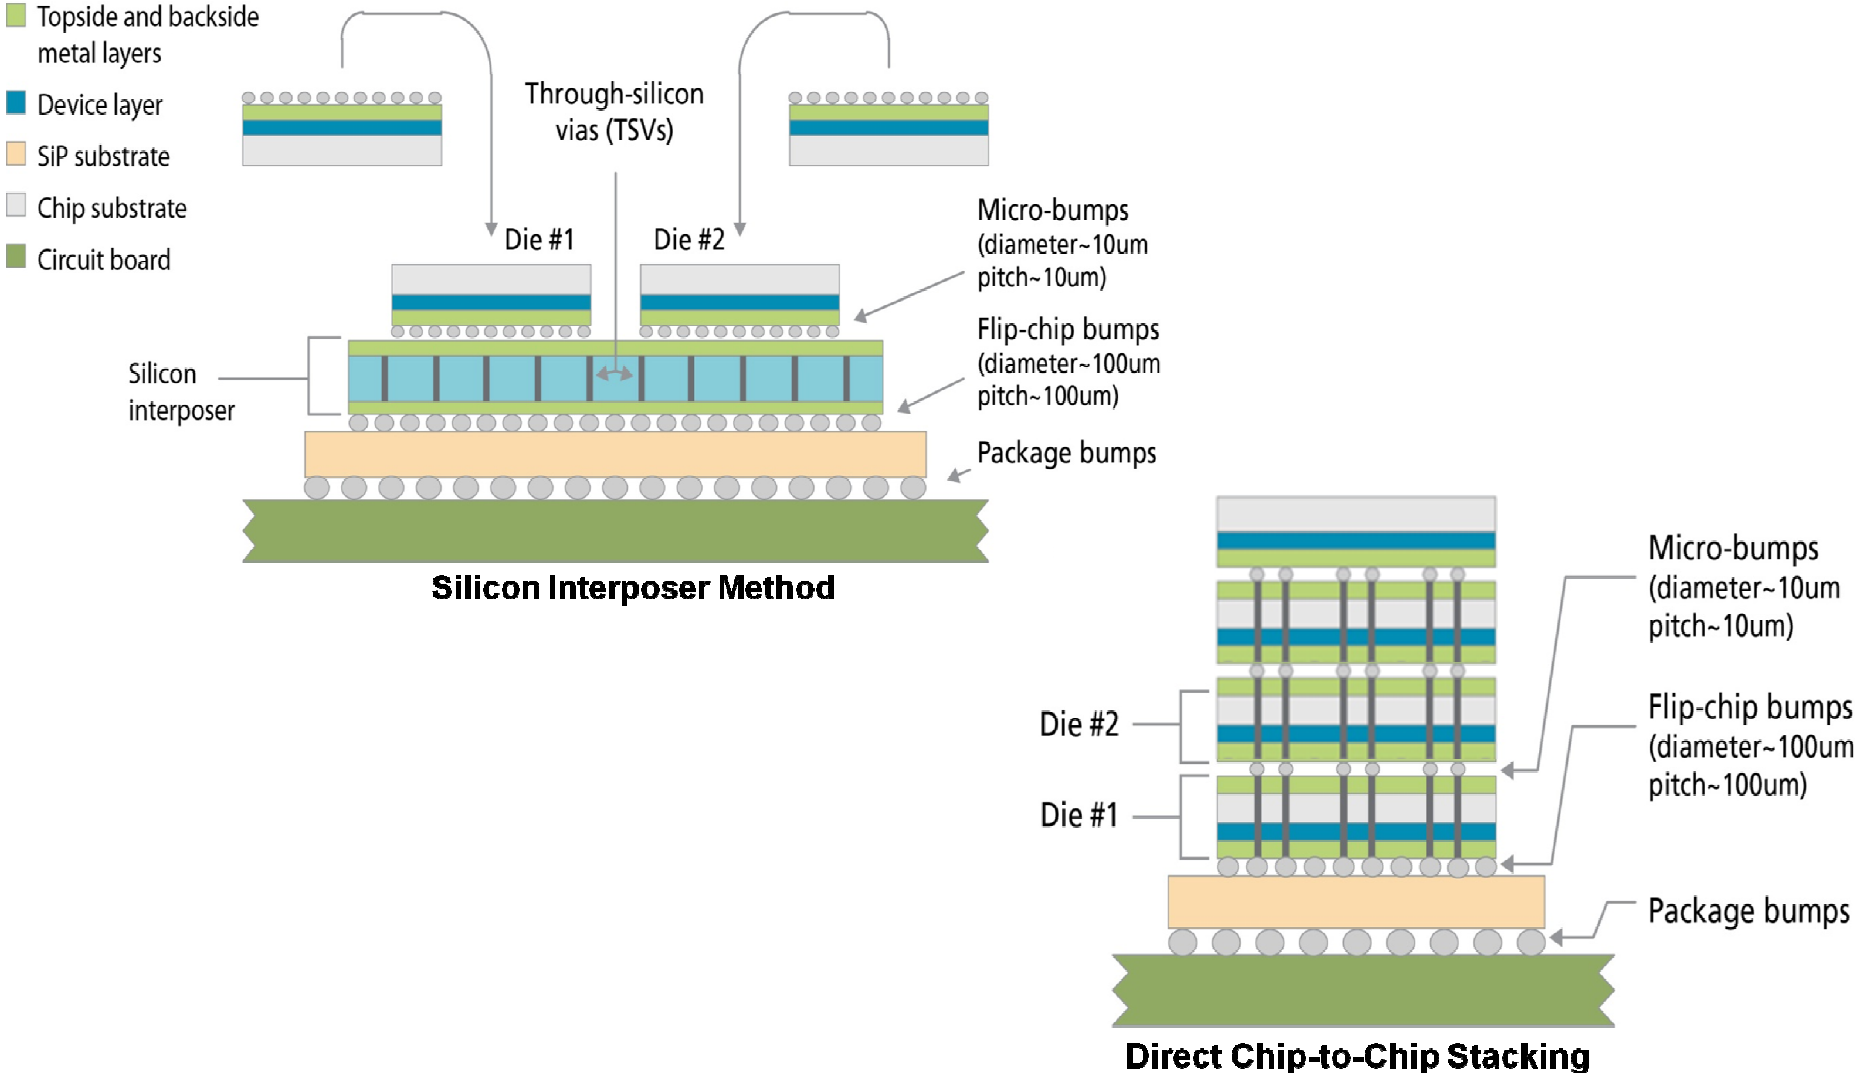 Topside and backside
metal layers
Device layer
SiP substrate
Chip substrate
Circuit board
Through-silicon
vias (TSVs)
Die #1
Die #2
Micro-bumps
(diameter~10um
pitch~10um)
Flip-chip bumps
(diameter~100um
pitch~100um)
Package bumps
Silicon
interposer
Silicon Interposer Method
Micro-bumps
(diameter~10um
pitch~10um)
Flip-chip bumps
(diameter~100um
pitch~100um)
Package bumps
Die #2
Die #1
Direct Chip-to-Chip Stacking